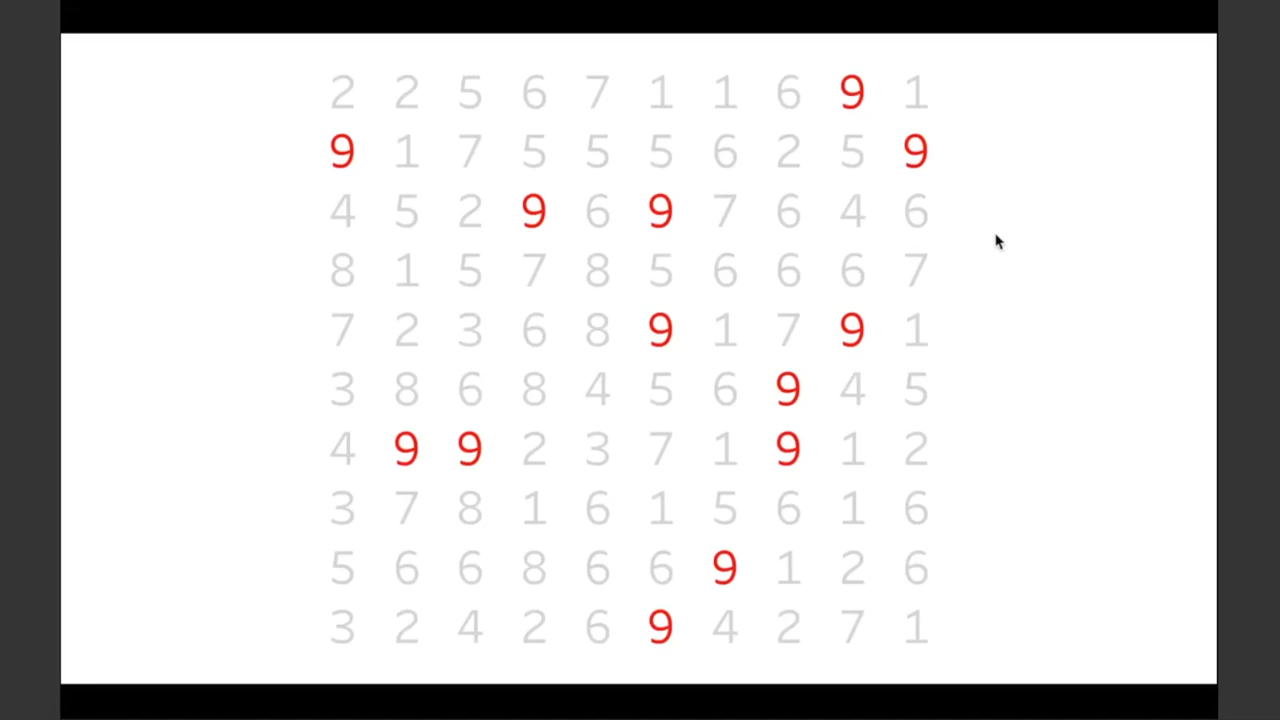 2 2 5 6 7 1 1 6 9 1
9 1 7 5 5 5 6 2 5 9
4 5 2 9 6 9 7 6 4 6
8 1 5 7 8 5 6 6 6 7
7 2 3 6 8 9 1 7 9 1
3 8 6 8 4 5 6 9 4 5
4 9 9 2 3 7 1 9 1 2
3 7 8 1 6 1 5 6 1 6
5 6 6 8 6 6 9 1 2 6
3 2 4 2 6 9 4 2 7 1